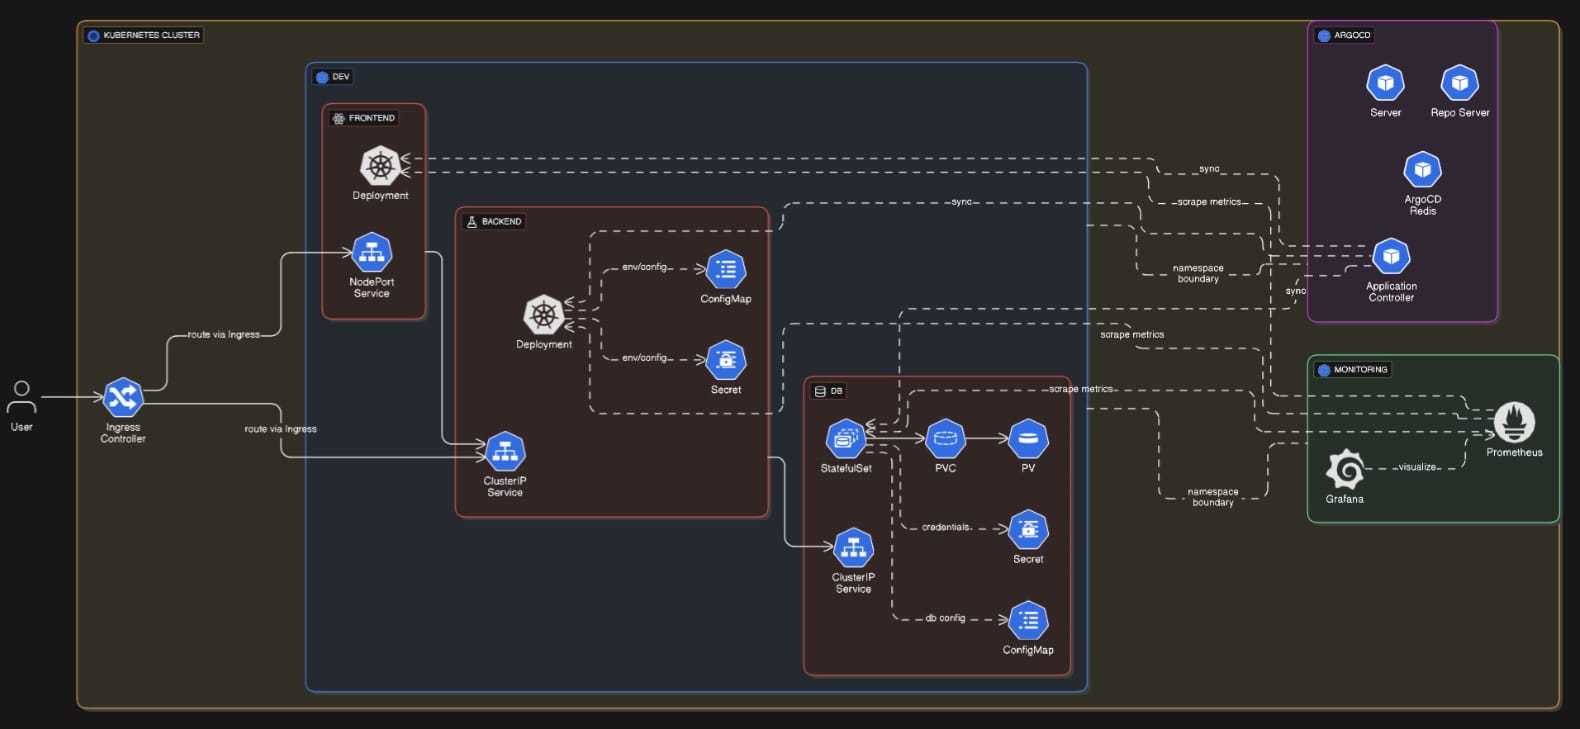 KUBERNETES CLUSTER
ARGOCD
DEV
Server
Repo Server
FRONTEND
Deployment
sync
ArgoCD
Redis
scrape metrics
sync
BACKEND
NodePort
Service
env/config
ConfigMap
namespace
boundary
Application
Controller
sync
route via Ingress
Deployment
scrape metrics
env/config
Secret
MONITORING
DB
scrape metrics
User
Ingress
Controller
route via Ingress
ClusterIP
Service
StatefulSet
PVC
PV
Prometheus
visualize
Grafana
namespace
boundary
credentials
Secret
ClusterIP
Service
db config
ConfigMap